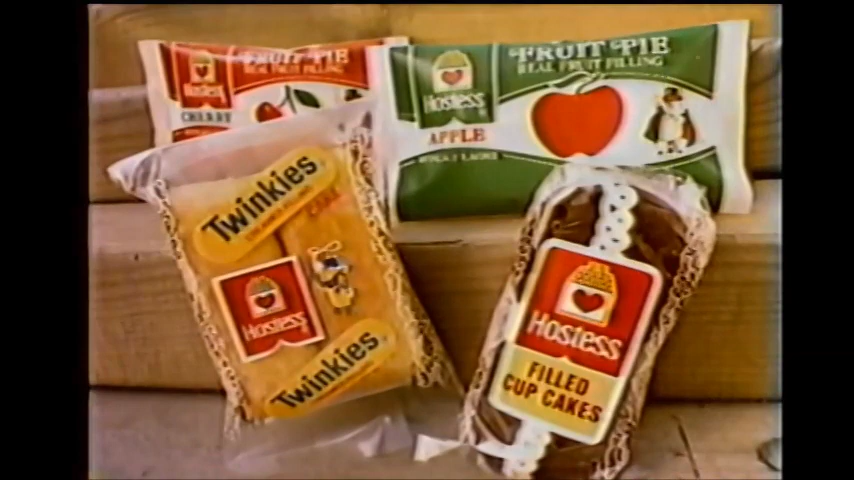 FRUIT PIE
REAL FRUIT FILLING
Hostess
CHERRY
FRUIT PIE
REAL FRUIT FILLING
Hostess
APPLE
Twinkies
Hostess
Twinkies
Hostess
FILLED
CUP CAKES